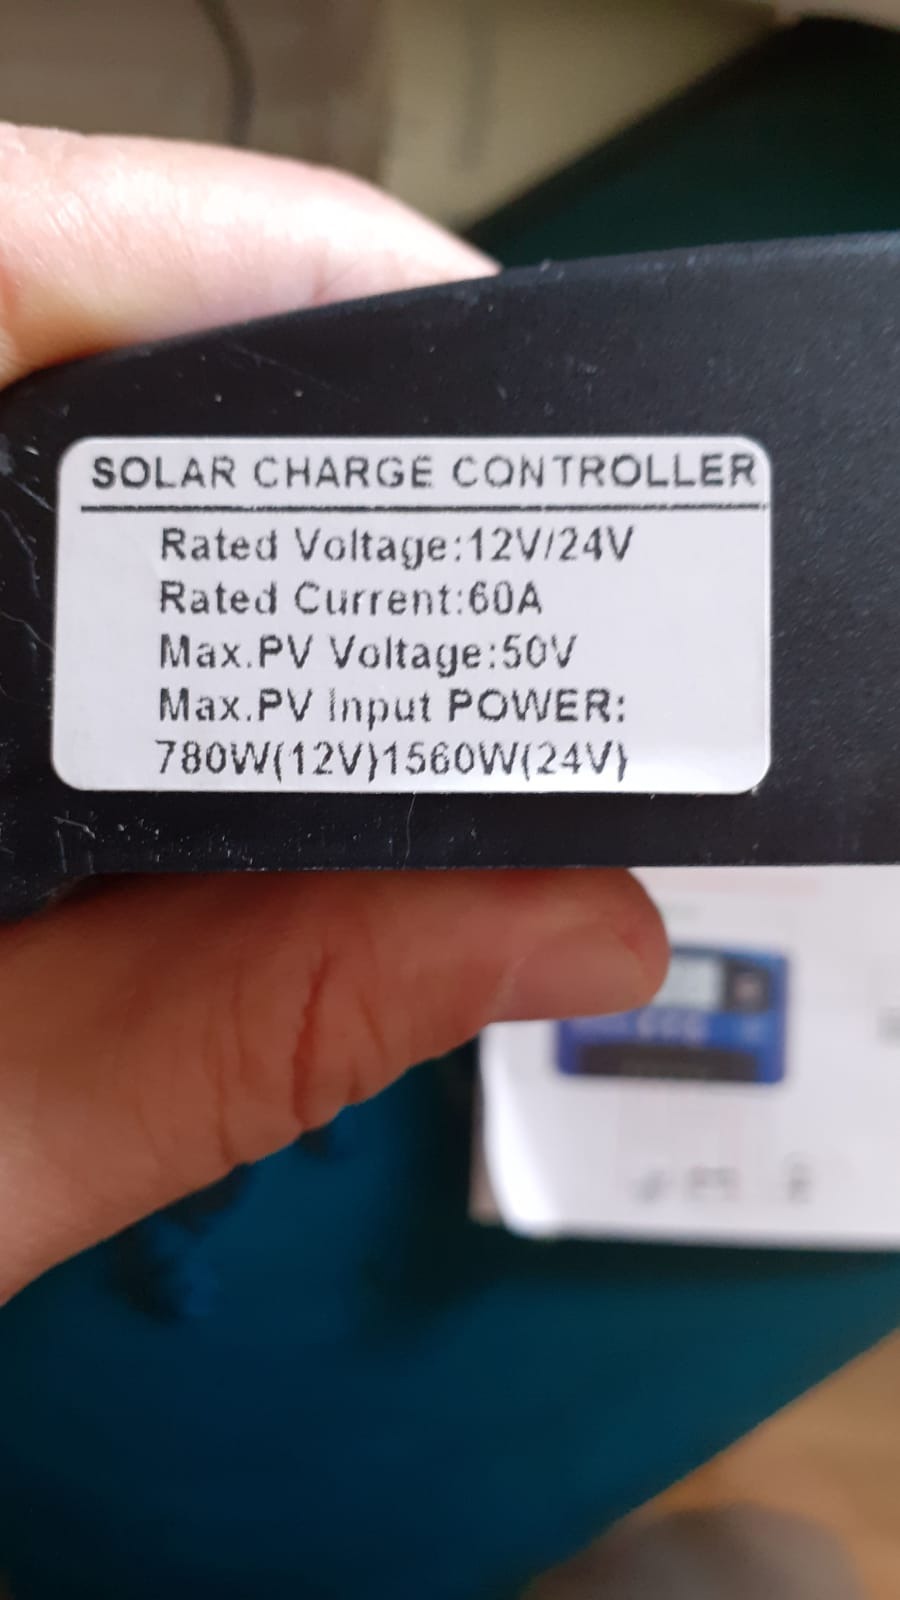 SOLAR CHARGE CONTROLLER
Rated Voltage:12V/24V
Rated Current:60A
Max.PV Voltage:50V
Max.PV Input POWER:
780W(12V)1560W(24V)